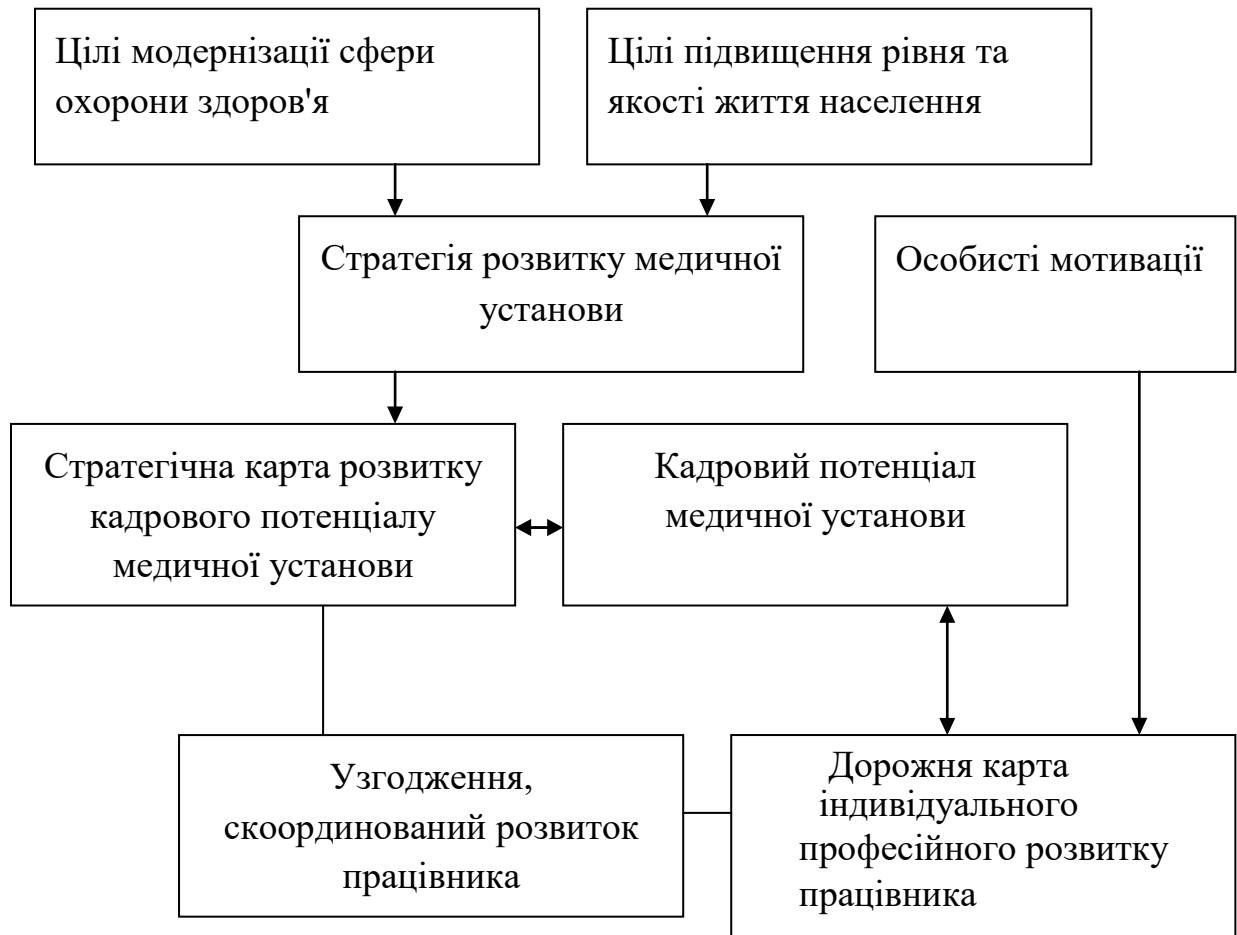 Цілі модернізації сфери
охорони здоров'я
Цілі підвищення рівня та
якості життя населення
Стратегія розвитку медичної
установи
Особисті мотивації
Стратегічна карта розвитку
кадрового потенціалу
медичної установи
Кадровий потенціал
медичної установи
Узгодження,
скоординований розвиток
працівника
Дорожня карта
індивідуального
професійного розвитку
працівника